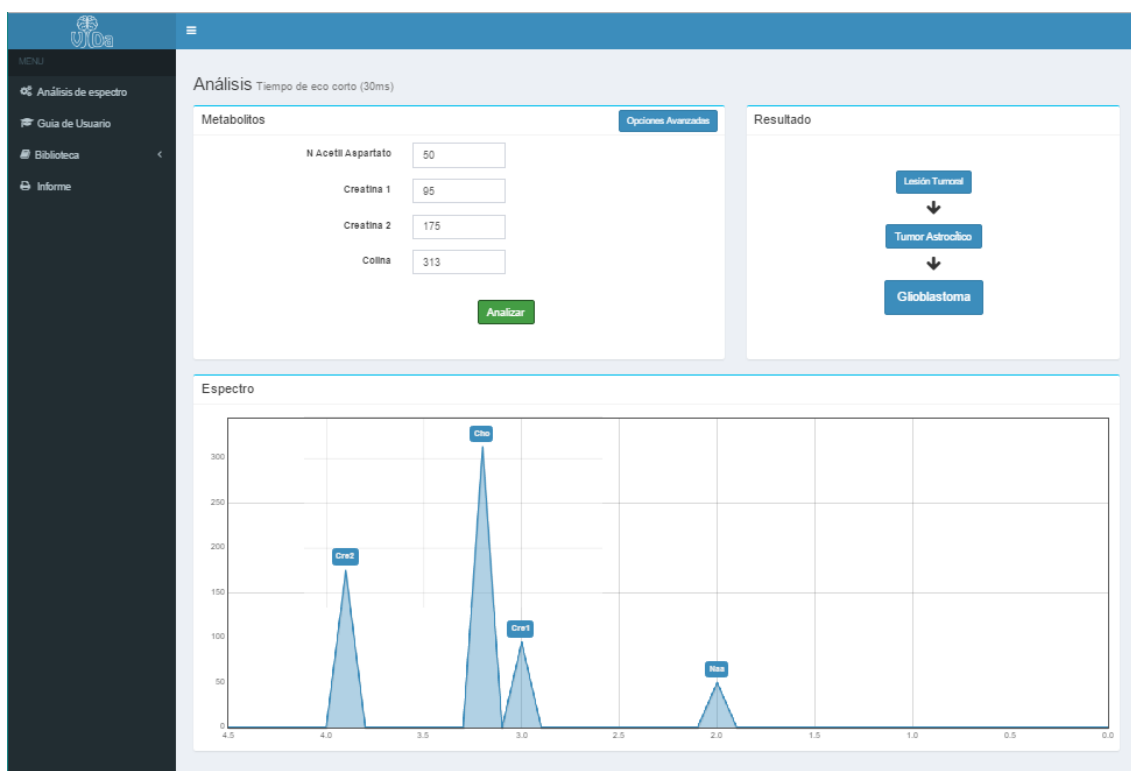 VIDa
MENU
Análisis de espectro
Guia de Usuario
Biblioteca
Informe
Análisis Tiempo de eco corto (30ms)
Metabolitos
Opciones Avanzadas
N Acetil Aspartato 50
Creatina 1 95
Creatina 2 175
Colina 313
Analizar
Resultado
Lesión Tumoral
Tumor Astrocítico
Glioblastoma
Espectro
Cho
Cre2
Cre1
Naa
300
250
200
150
100
50
0
4.5 4.0 3.5 3.0 2.5 2.0 1.5 1.0 0.5 0.0